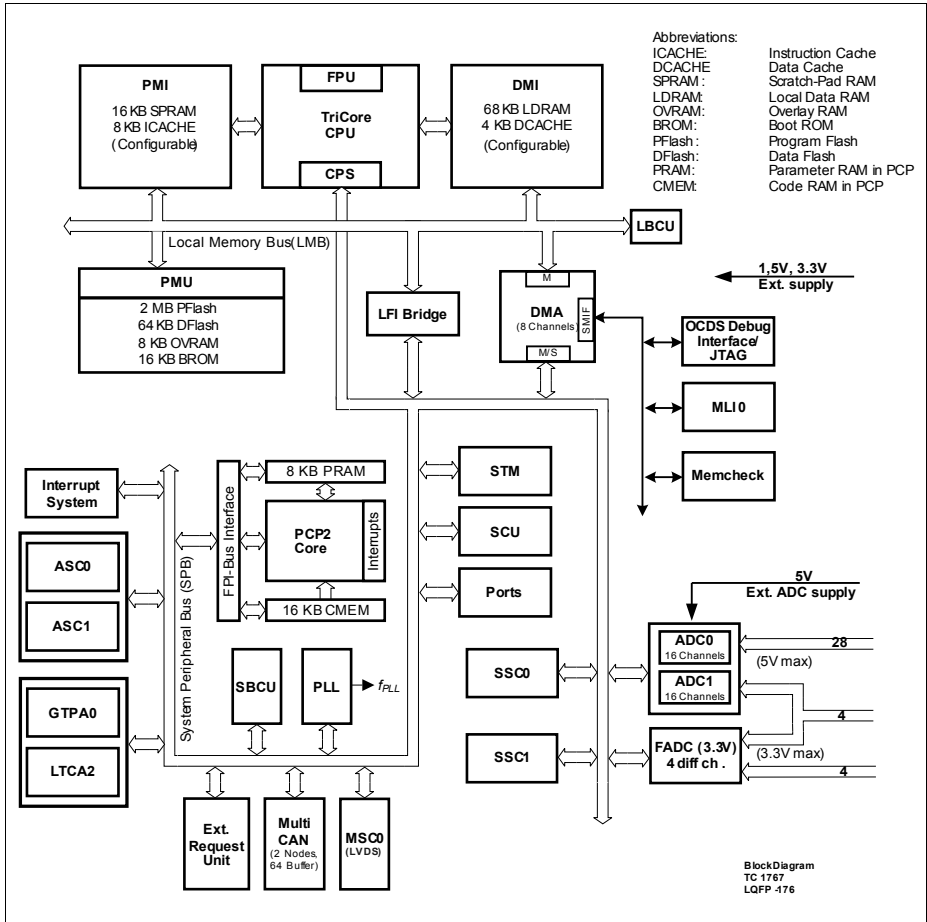 Abbreviations:
ICACHE: Instruction Cache
DCACHE Data Cache
SPRAM: Scratch-Pad RAM
LDRAM: Local Data RAM
OVRAM: Overlay RAM
BROM: Boot ROM
PFlash: Program Flash
DFlash: Data Flash
PRAM: Parameter RAM in PCP
CMEM: Code RAM in PCP
PMI
16 KB SPRAM
8 KB ICACHE
(Configurable)
FPU
TriCore
CPU
CPS
DMI
68 KB LDRAM
4 KB DCACHE
(Configurable)
Local Memory Bus(LMB)
LBCU
PMU
2 MB PFlash
64 KB DFlash
8 KB OVRAM
16 KB BROM
LFI Bridge
M
DMA
(8 Channels)
SMIF
M/S
1,5V, 3.3V
Ext. supply
OCDS Debug
Interface/
JTAG
MLI0
Memcheck
Interrupt
System
ASC0
ASC1
GTPA0
LTCA2
System Peripheral Bus (SPB)
FPI-Bus Interface
8 KB PRAM
PCP2
Core
Interrupts
16 KB CMEM
STM
SCU
Ports
SBCU
PLL
fPLL
SSC0
SSC1
5V
Ext. ADC supply
ADC0
16 Channels
ADC1
16 Channels
28
(5V max)
4
FADC (3.3V)
4 diff ch.
(3.3V max)
4
Ext.
Request
Unit
Multi
CAN
(2 Nodes,
64 Buffer)
MSC0
(LVDS)
BlockDiagram
TC 1767
LQFP -176